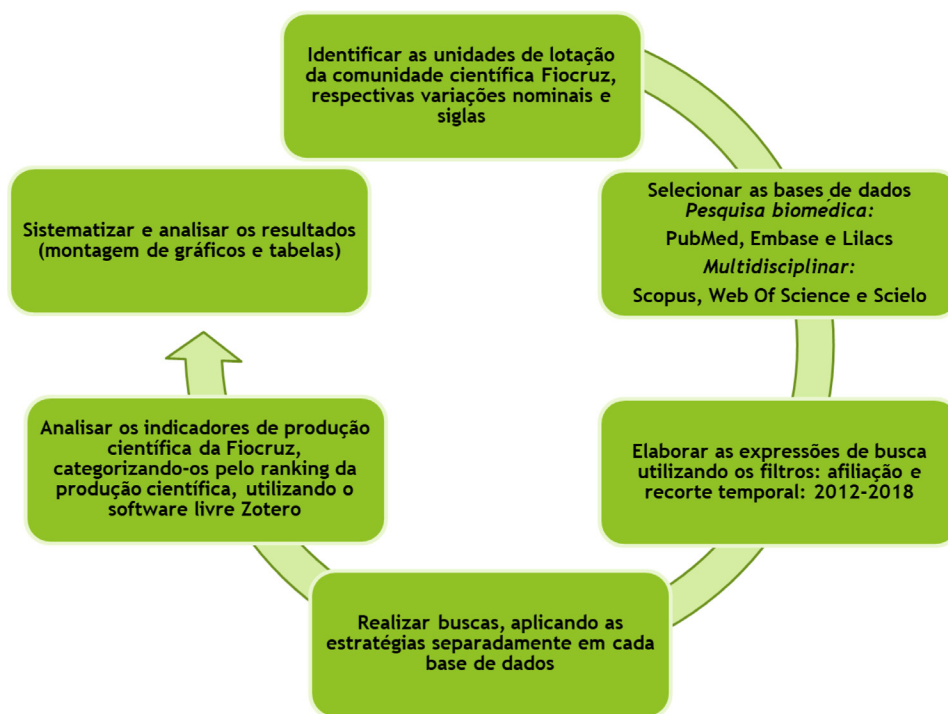 Identificar as unidades de lotação
da comunidade científica Fiocruz,
respectivas variações nominais e
siglas
Selecionar as bases de dados
Pesquisa biomédica:
PubMed, Embase e Lilacs
Multidisciplinar:
Scopus, Web Of Science e Scielo
Elaborar as expressões de busca
utilizando os filtros: afiliação e
recorte temporal: 2012-2018
Realizar buscas, aplicando as
estratégias separadamente em cada
base de dados
Analisar os indicadores de produção
científica da Fiocruz,
categorizando-os pelo ranking da
produção científica, utilizando o
software livre Zotero
Sistematizar e analisar os resultados
(montagem de gráficos e tabelas)